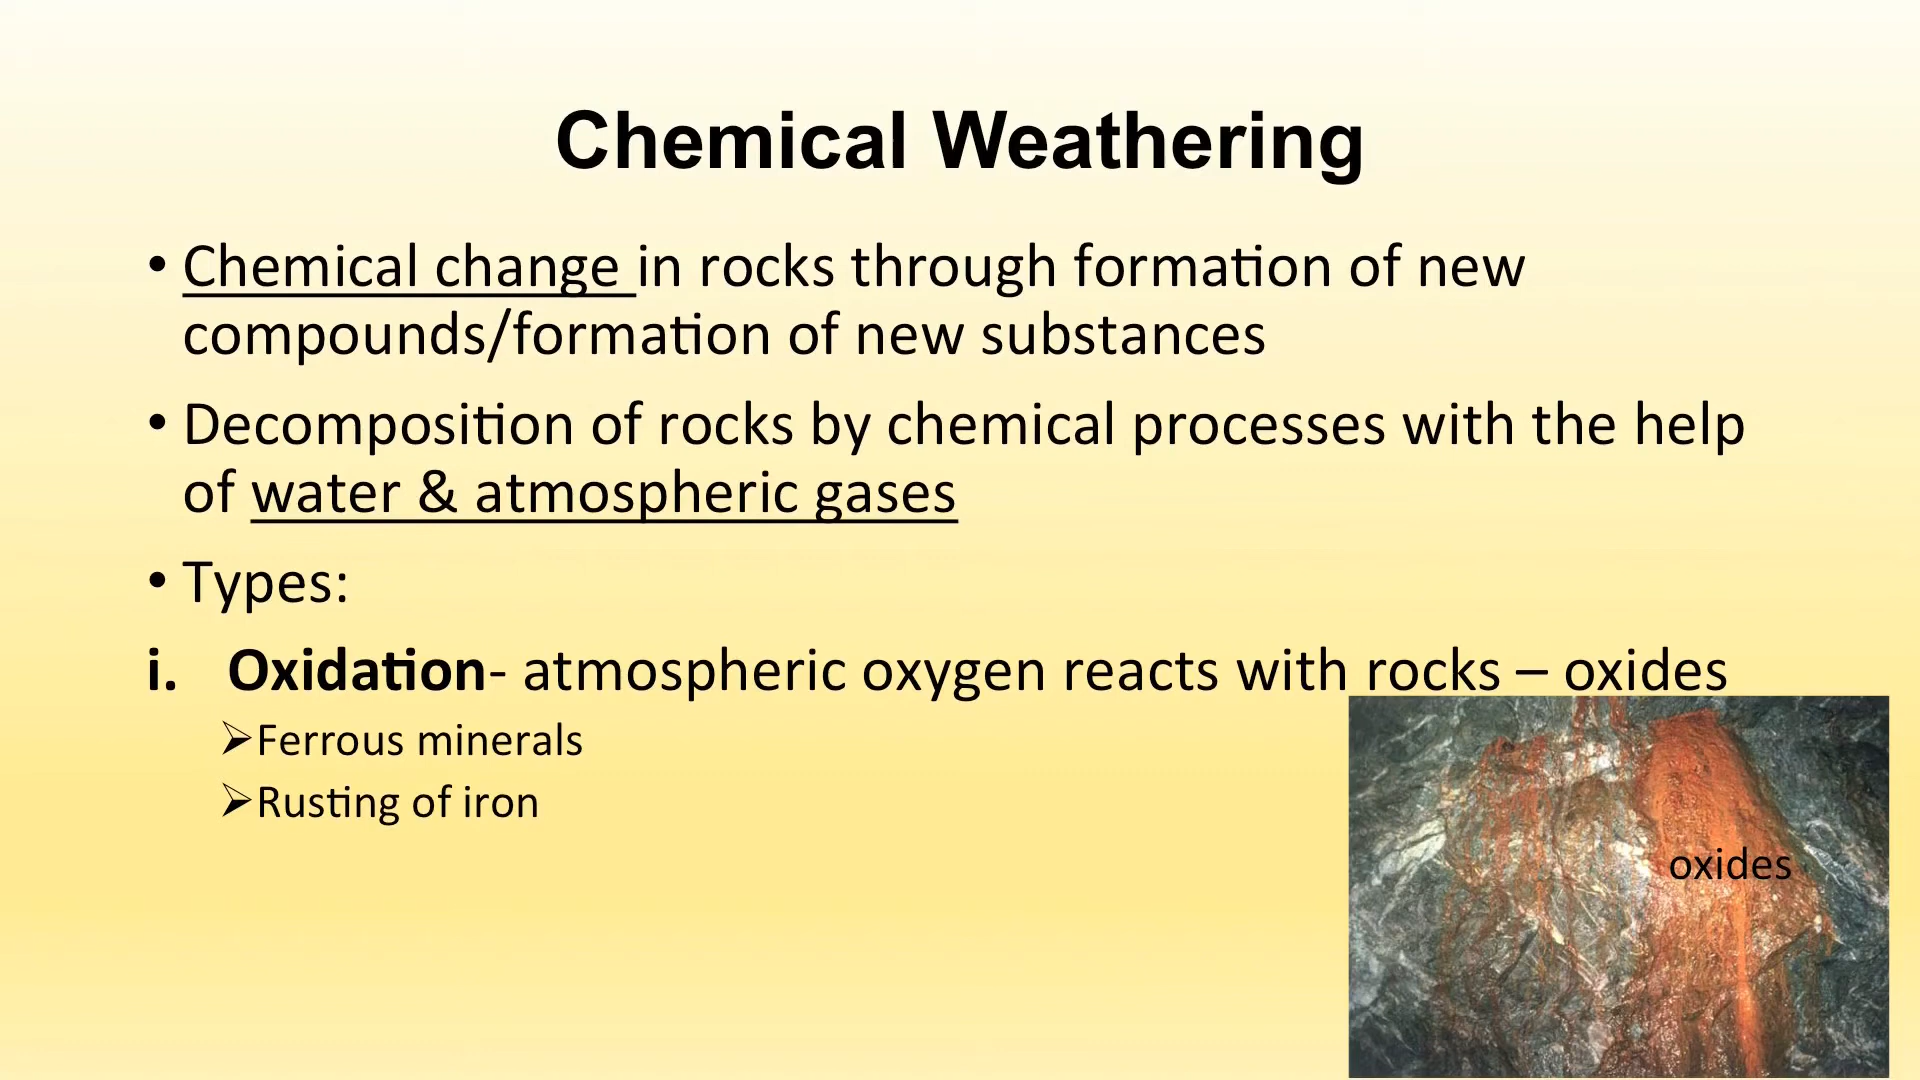 Chemical Weathering
• Chemical change in rocks through formation of new
compounds/formation of new substances
• Decomposition of rocks by chemical processes with the help
of water & atmospheric gases
• Types:
i. Oxidation- atmospheric oxygen reacts with rocks – oxides
➢Ferrous minerals
➢Rusting of iron
oxides